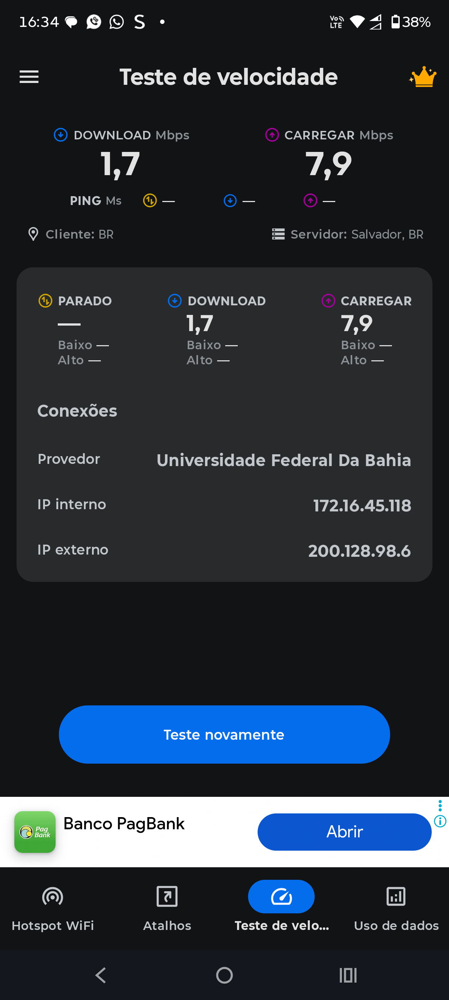 16:34 GB S Vo LTE 38%
Teste de velocidade
DOWNLOAD Mbps CARREGAR Mbps
1,7 7,9
PING Ms — — —
Cliente: BR Servidor: Salvador, BR
PARADO DOWNLOAD CARREGAR
— 1,7 7,9
Baixo — Baixo — Baixo —
Alto — Alto — Alto —
Conexões
Provedor Universidade Federal Da Bahia
IP interno 172.16.45.118
IP externo 200.128.98.6
Teste novamente
Pag Bank Banco PagBank Abrir
Hotspot WiFi Atalhos Teste de velo... Uso de dados